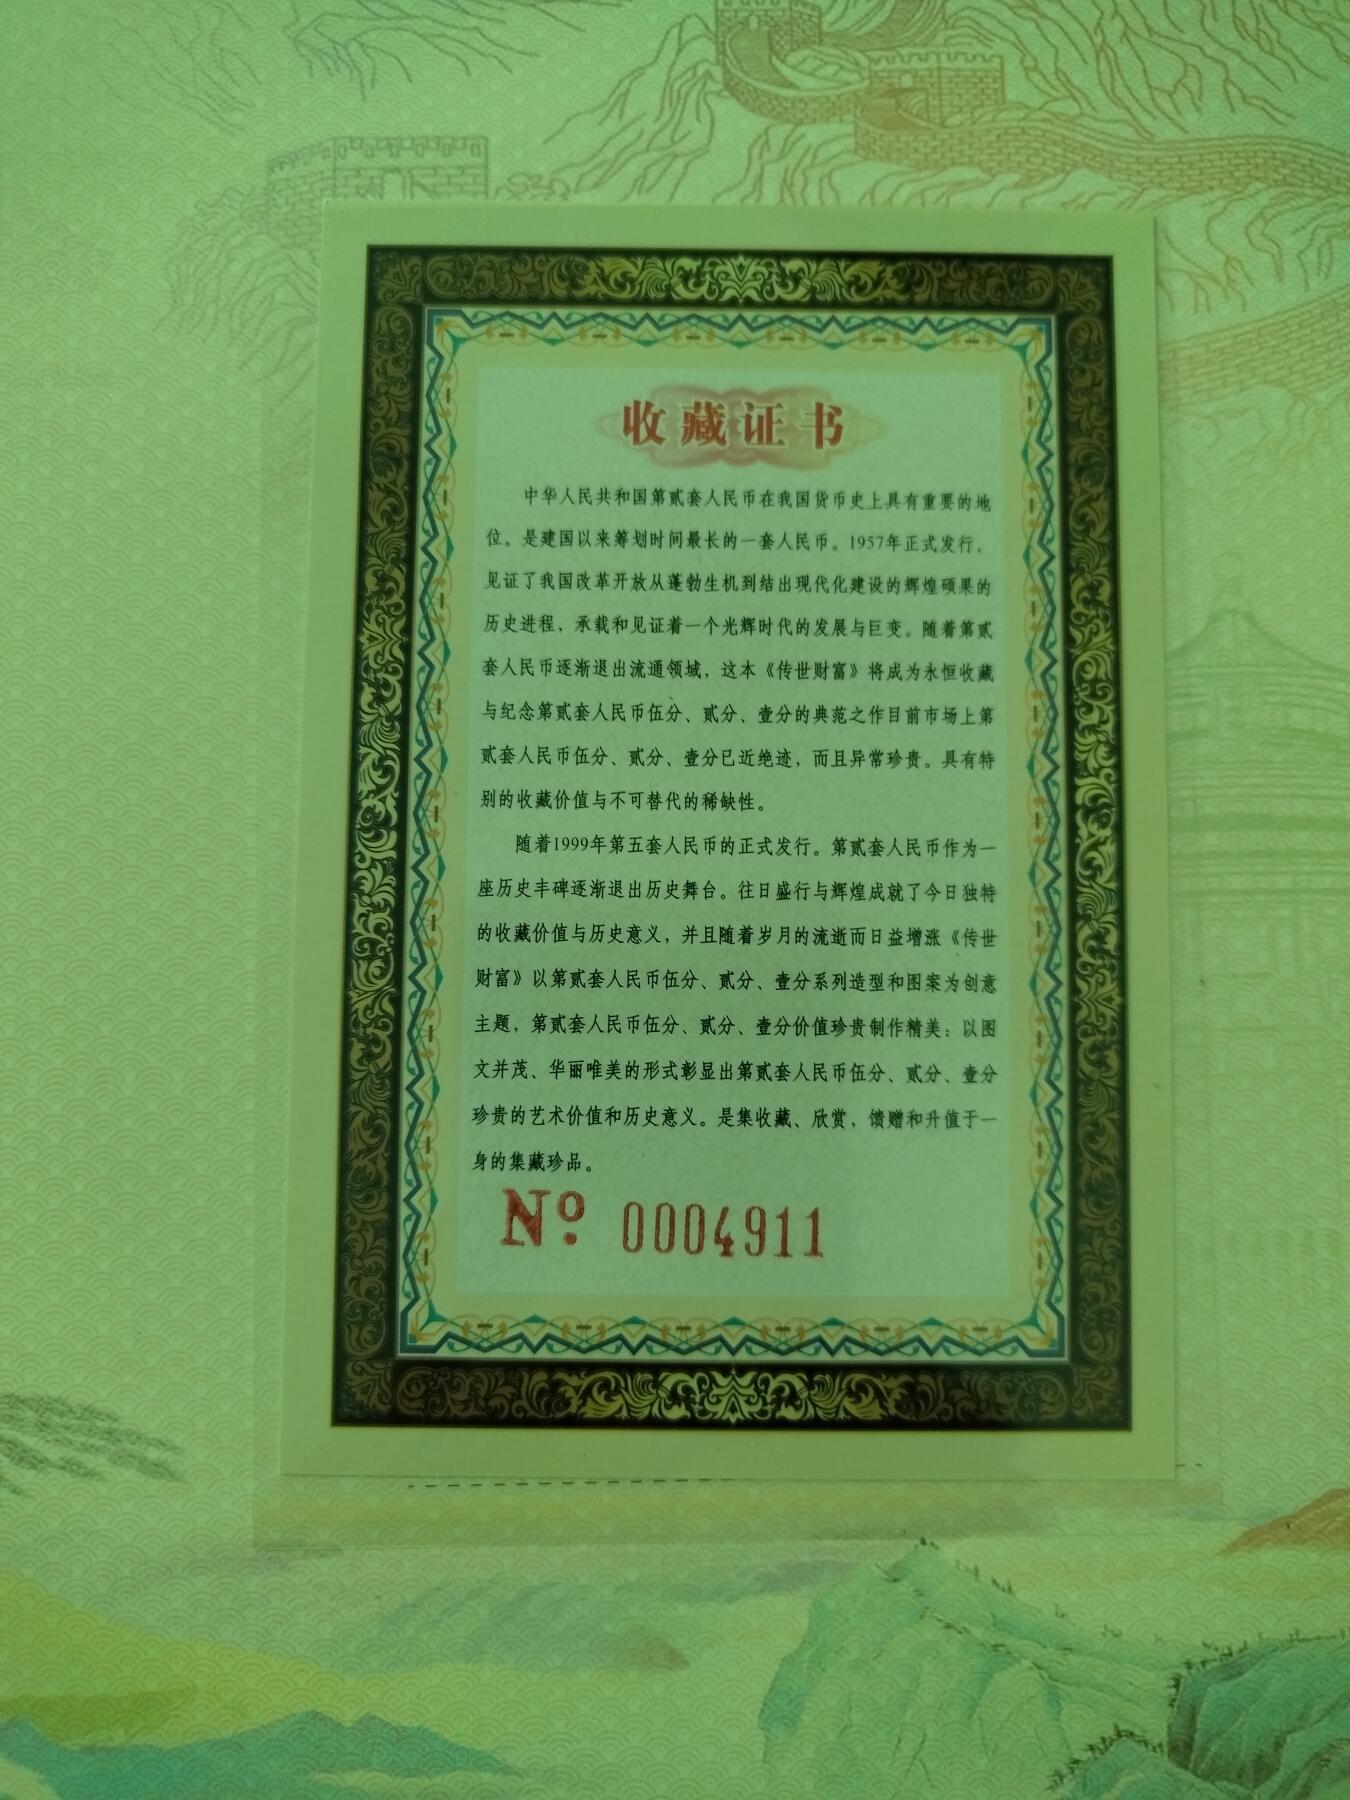 收藏证书
中华人民共和国第贰套人民币在我国货币史上具有重要的地
位。是建国以来筹划时间最长的一套人民币。1957年正式发行，
见证了我国改革开放从蓬勃生机到结出现代化建设的辉煌硕果的
历史进程，承载和见证着一个光辉时代的发展与巨变。随着第贰
套人民币逐渐退出流通领域，这本《传世财富》将成为永恒收藏
与纪念第贰套人民币伍分、贰分、壹分的典范之作目前市场上第
贰套人民币伍分、贰分、壹分已近绝迹，而且异常珍贵。具有特
别的收藏价值与不可替代的稀缺性。
随着1999年第五套人民币的正式发行。第贰套人民币作为一
座历史丰碑逐渐退出历史舞台。往日盛行与辉煌成就了今日独特
的收藏价值与历史意义，并且随着岁月的流逝而日益增涨《传世
财富》以第贰套人民币伍分、贰分、壹分系列造型和图案为创意
主题，第贰套人民币伍分、贰分、壹分价值珍贵制作精美：以图
文并茂、华丽唯美的形式彰显出第贰套人民币伍分、贰分、壹分
珍贵的艺术价值和历史意义。是集收藏、欣赏，馈赠和升值于一
身的集藏珍品。
№ 0004911